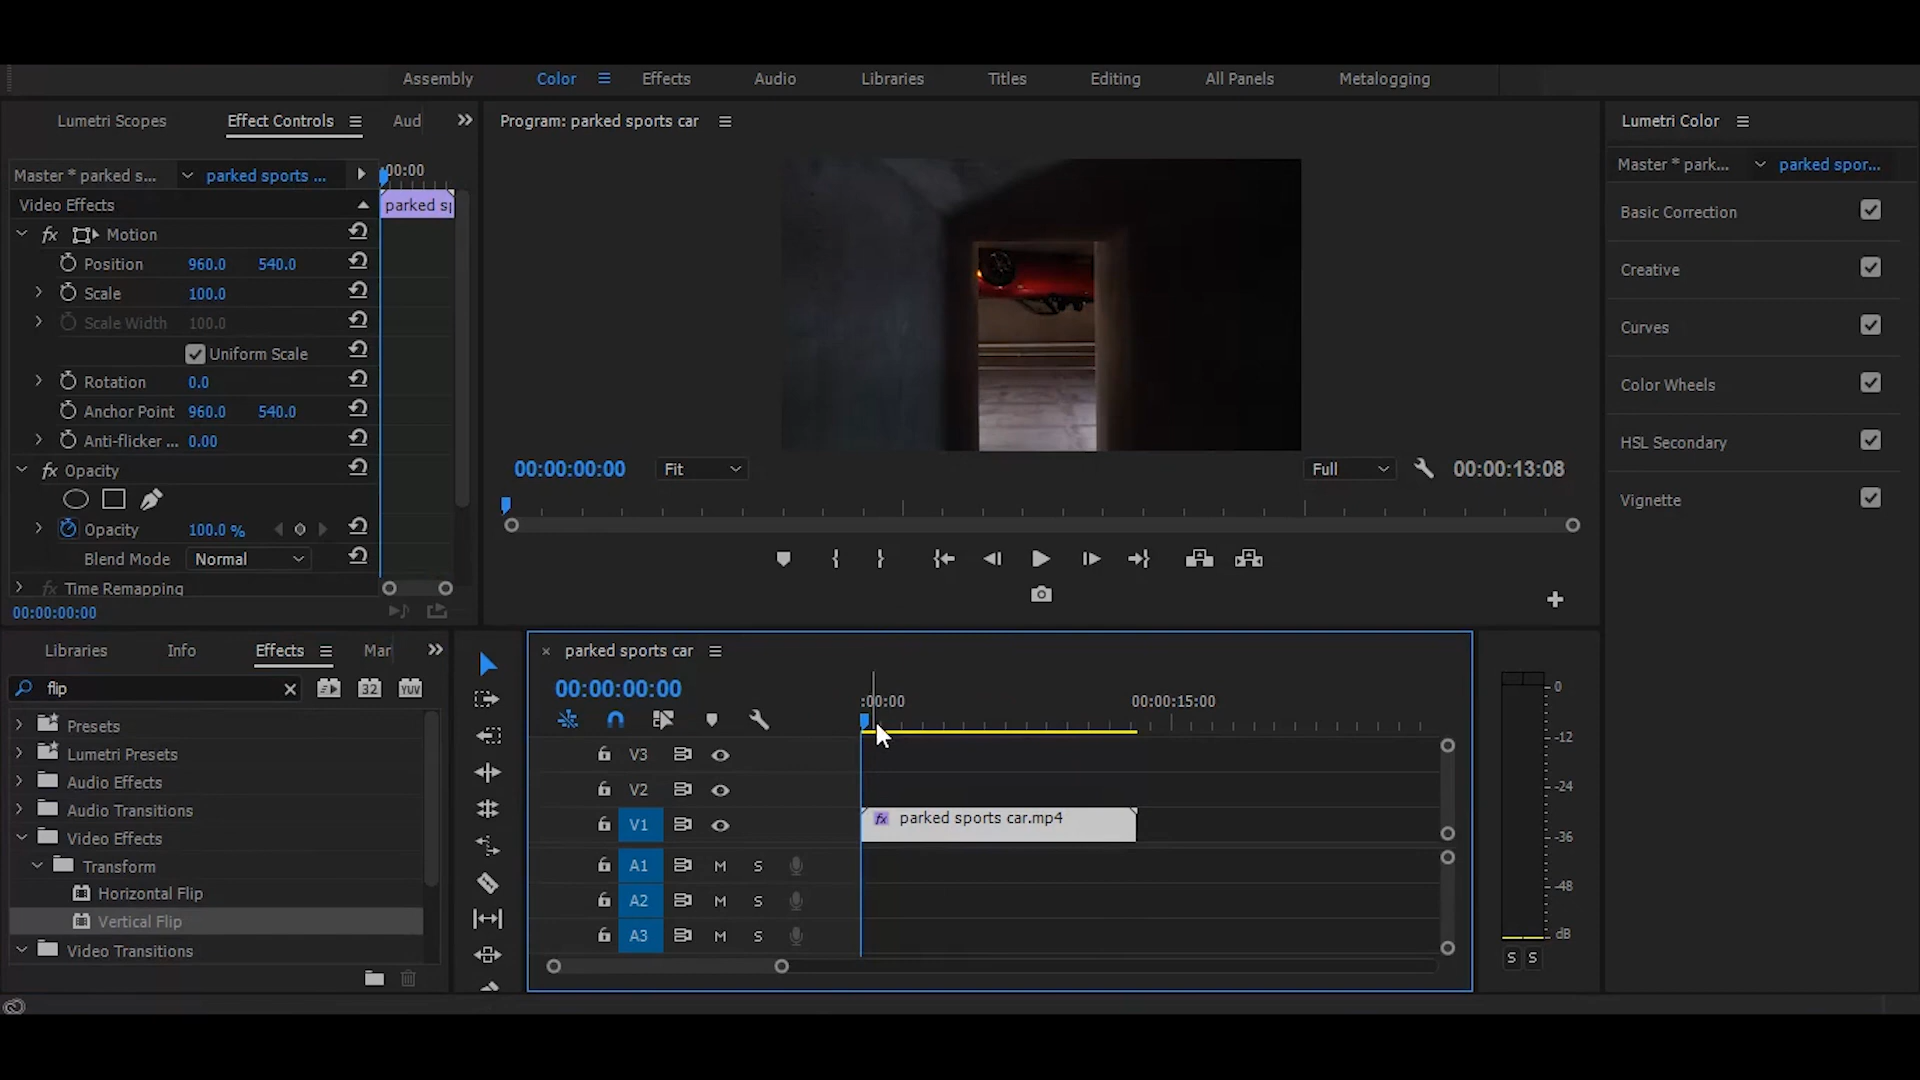 Assembly Color Effects Audio Libraries Titles Editing All Panels Metalogging
Lumetri Scopes Effect Controls Aud
Master * parked s... parked sports ...
:00:00
parked sp
Video Effects
fx Motion
Position 960.0 540.0
Scale 100.0
Scale Width 100.0
Uniform Scale
Rotation 0.0
Anchor Point 960.0 540.0
Anti-flicker ... 0.00
fx Opacity
Opacity 100.0 %
Blend Mode Normal
fx Time Remapping
00:00:00:00
Program: parked sports car
00:00:00:00 Fit Full 00:00:13:08
Lumetri Color
Master * park... parked spor...
Basic Correction
Creative
Curves
Color Wheels
HSL Secondary
Vignette
Libraries Info Effects Mar
flip 32 YUV
Presets
Lumetri Presets
Audio Effects
Audio Transitions
Video Effects
Transform
Horizontal Flip
Vertical Flip
Video Transitions
× parked sports car
00:00:00:00
:00:00 00:00:15:00
V3
V2
V1 fx parked sports car.mp4
A1 M S
A2 M S
A3 M S
0
-12
-24
-36
-48
dB
S S